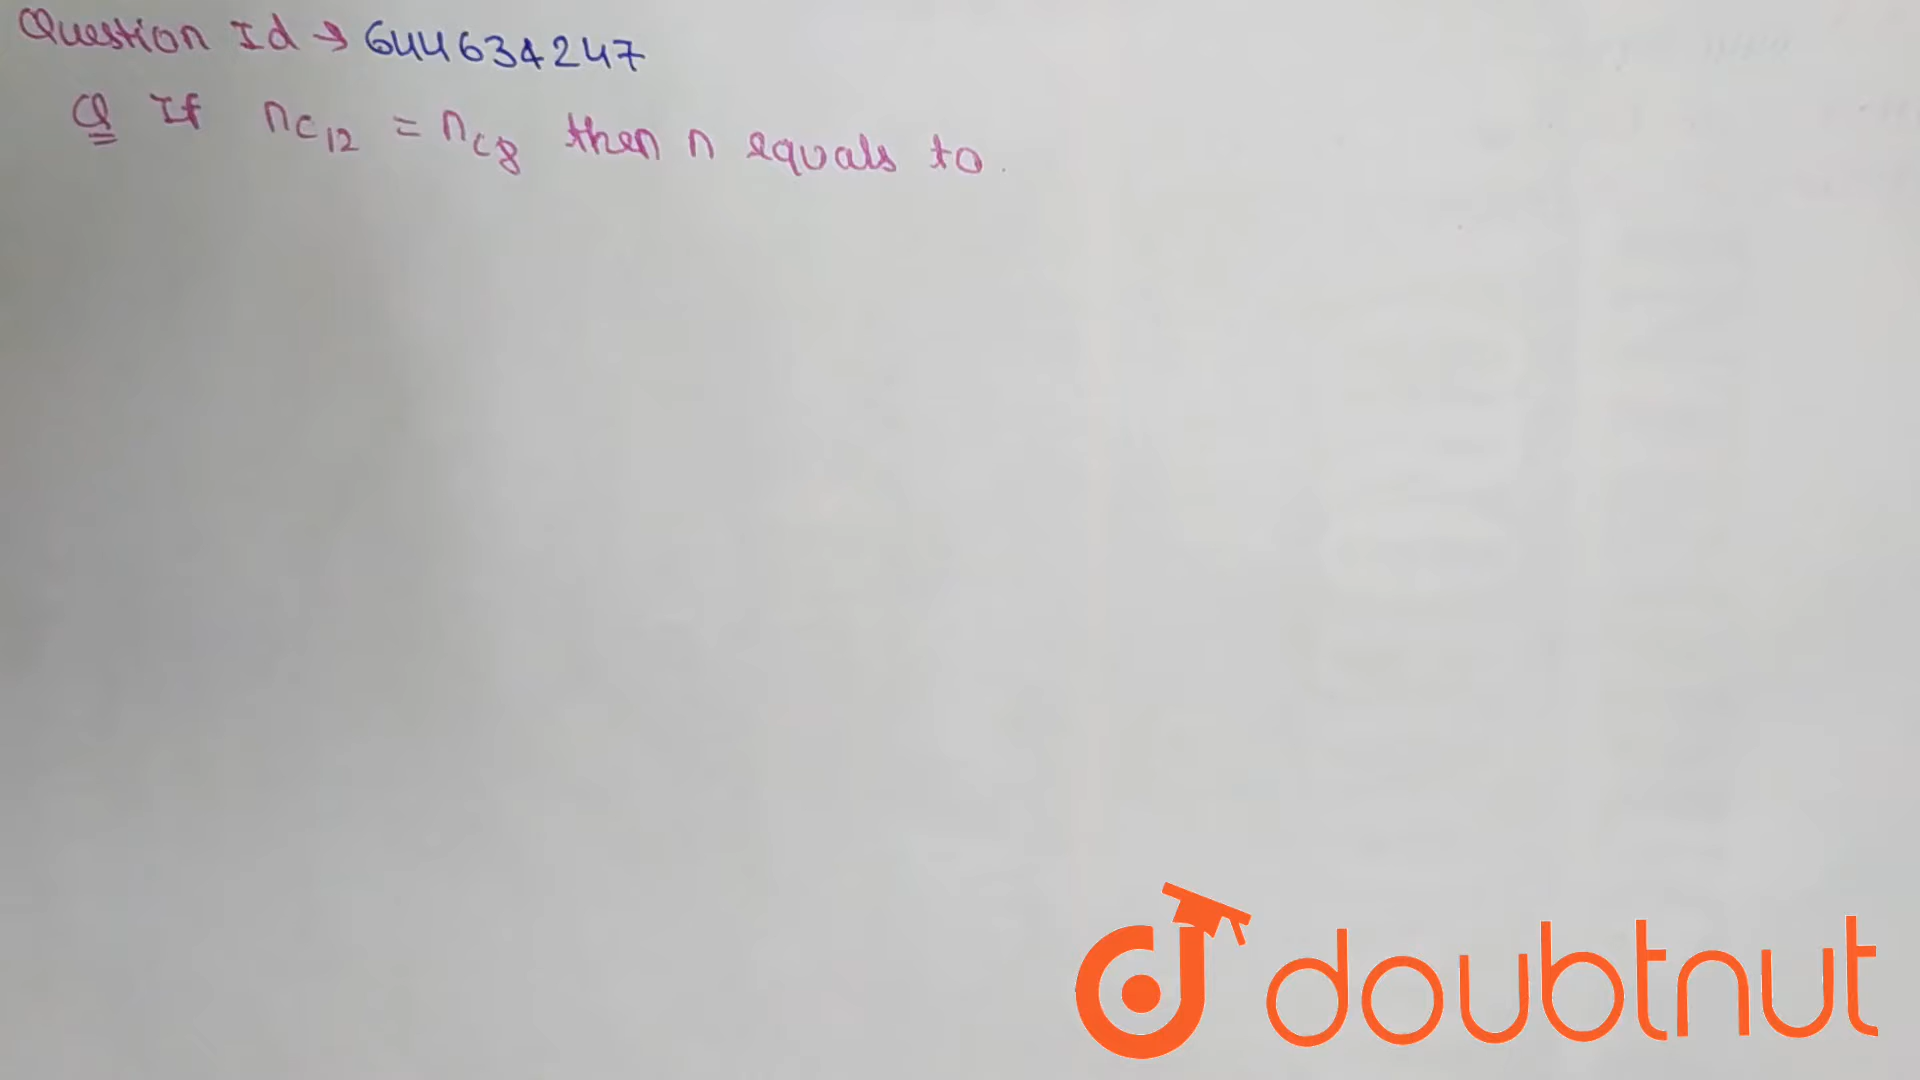 Question Id → 644634247
Q If nC12 = nC8 then n equals to.
doubtnut